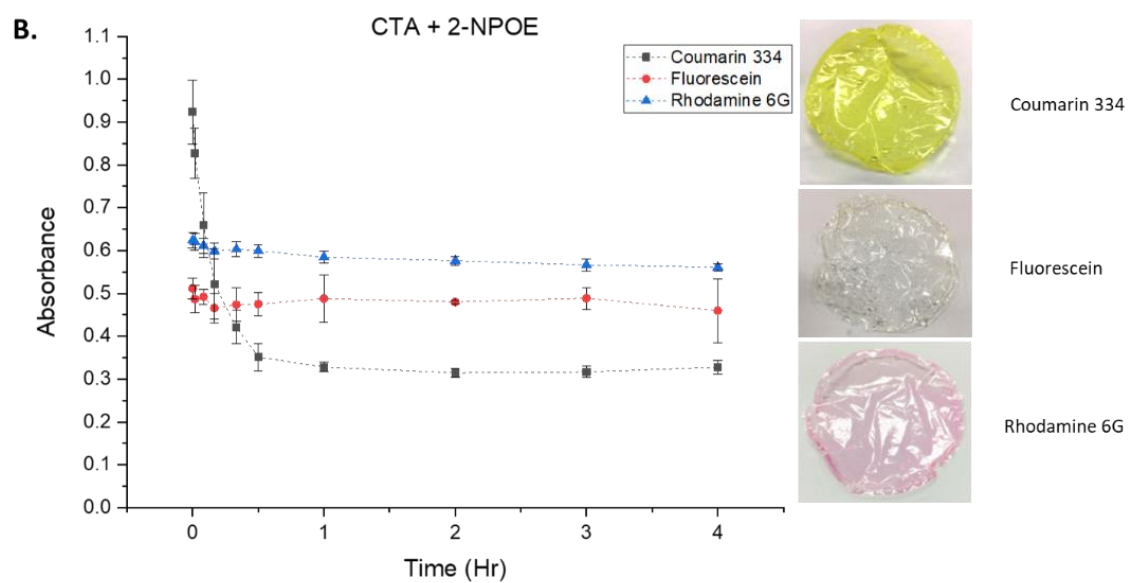 B.
CTA + 2-NPOE
Coumarin 334
Fluorescein
Rhodamine 6G
1.1
1.0
0.9
0.8
0.7
0.6
0.5
0.4
0.3
0.2
0.1
0.0
Absorbance
0 1 2 3 4
Time (Hr)
Coumarin 334
Fluorescein
Rhodamine 6G